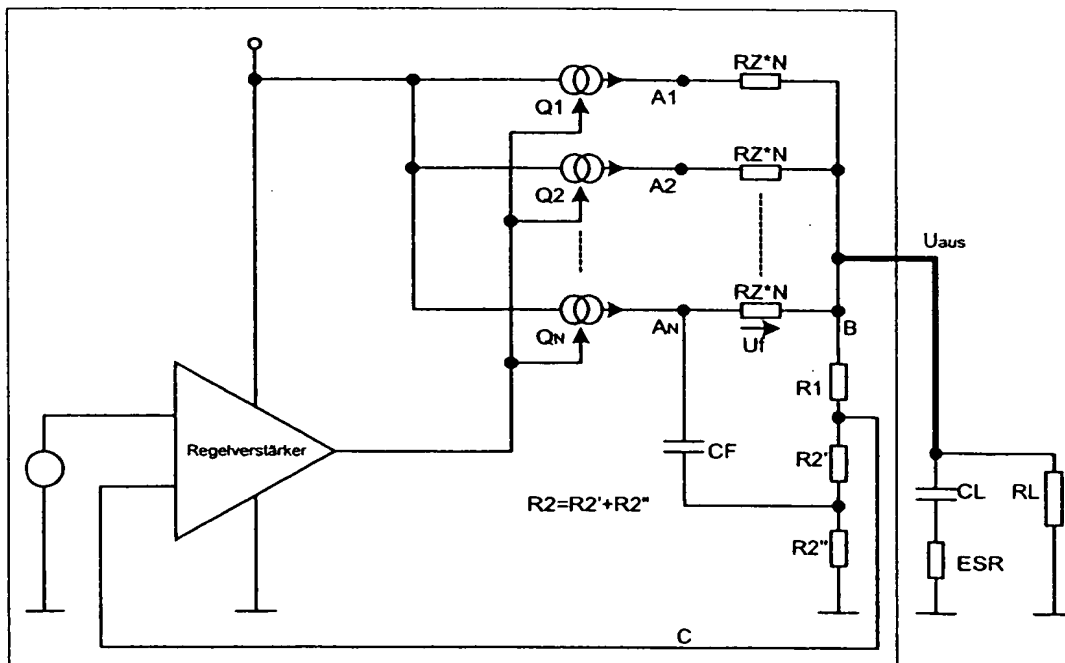 RZ*N
Q1
A1
RZ*N
Q2
A2
Uaus
RZ*N
QN
AN
Uf
B
R1
Regelverstärker
CF
R2'
R2=R2'+R2"
R2"
CL
RL
ESR
C